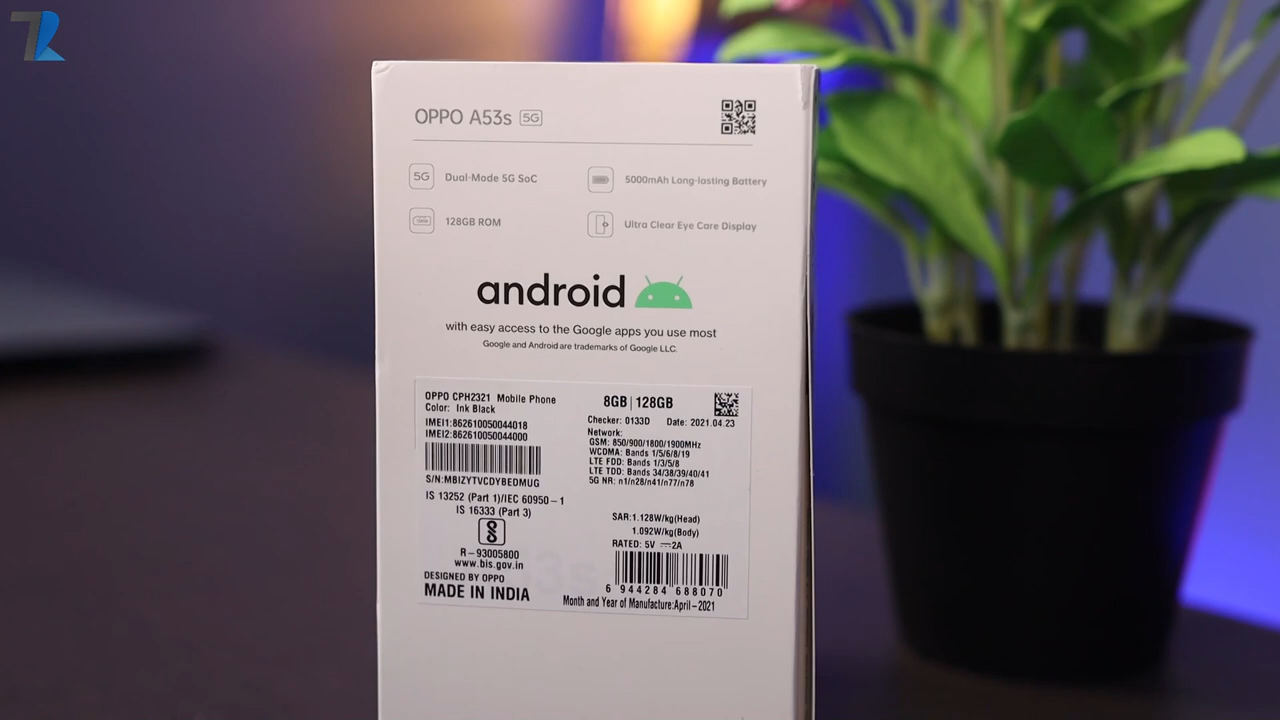 OPPO A53s 5G
5G Dual-Mode 5G SoC
5000mAh Long-lasting Battery
128GB ROM
Ultra Clear Eye Care Display
android
with easy access to the Google apps you use most
Google and Android are trademarks of Google LLC.
OPPO CPH2321 Mobile Phone
Color: Ink Black
IMEI1:862610050044018
IMEI2:862610050044000
S/N:MBIZYTVCDYBEDMUG
IS 13252 (Part 1)/IEC 60950-1
IS 16333 (Part 3)
R-93005800
www.bis.gov.in
DESIGNED BY OPPO
MADE IN INDIA
8GB | 128GB
Checker: 0133D Date: 2021.04.23
Network:
GSM: 850/900/1800/1900MHz
WCDMA: Bands 1/5/6/8/19
LTE FDD: Bands 1/3/5/8
LTE TDD: Bands 34/38/39/40/41
5G NR: n1/n28/n41/n77/n78
SAR:1.128W/kg(Head)
1.092W/kg(Body)
RATED: 5V ⎓2A
6 944284 688070
Month and Year of Manufacture:April-2021